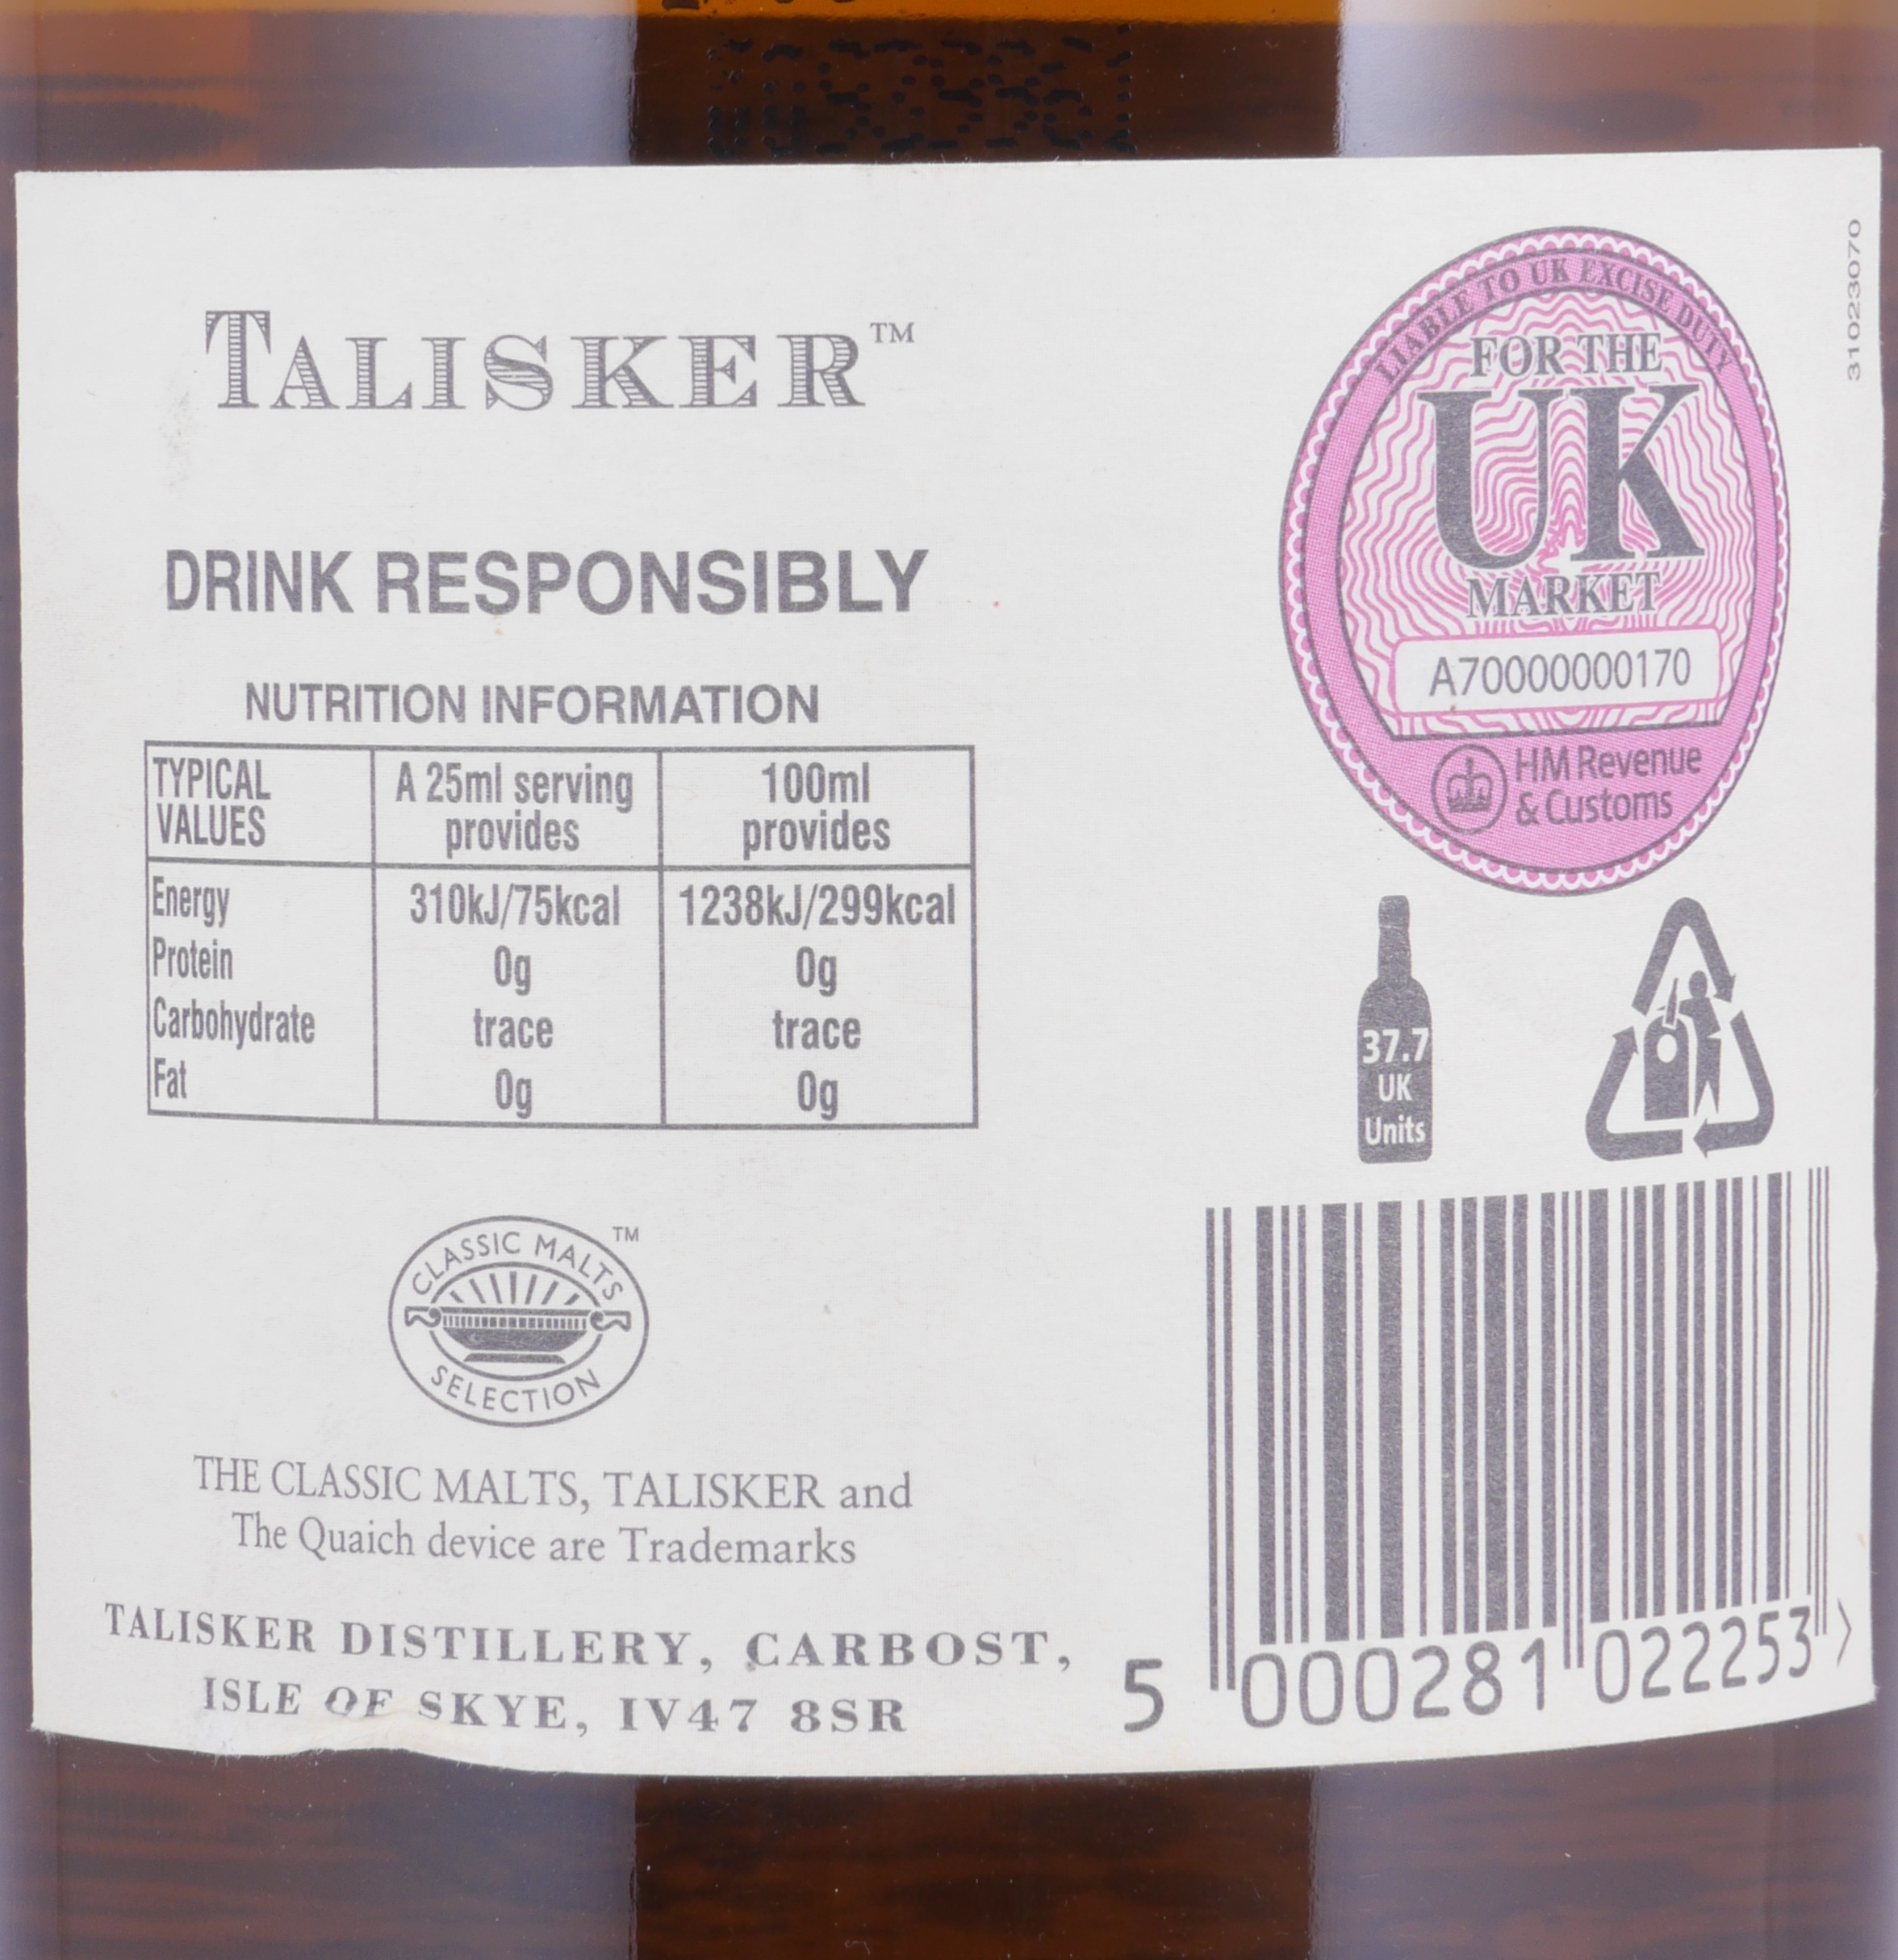 TALISKER™
DRINK RESPONSIBLY
NUTRITION INFORMATION
TYPICAL VALUES
A 25ml serving provides
100ml provides
Energy 310kJ/75kcal 1238kJ/299kcal
Protein 0g 0g
Carbohydrate trace trace
Fat 0g 0g
CLASSIC MALTS ™
SELECTION
THE CLASSIC MALTS, TALISKER and
The Quaich device are Trademarks
TALISKER DISTILLERY, CARBOST,
ISLE OF SKYE, IV47 8SR
LIABLE TO UK EXCISE DUTY
FOR THE
UK
MARKET
A70000000170
HM Revenue
& Customs
310223070
37.7
UK
Units
5 000281 022253 >